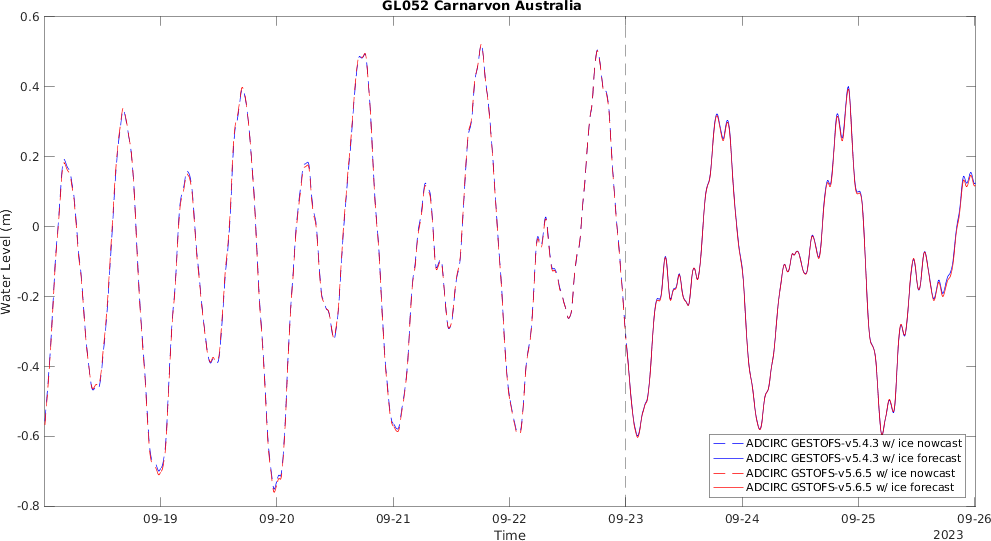 GL052 Carnarvon Australia
Water Level (m)
0.6
0.4
0.2
0
-0.2
-0.4
-0.6
-0.8
ADCIRC GESTOFS-v5.4.3 w/ ice nowcast
ADCIRC GESTOFS-v5.4.3 w/ ice forecast
ADCIRC GSTOFS-v5.6.5 w/ ice nowcast
ADCIRC GSTOFS-v5.6.5 w/ ice forecast
09-19 09-20 09-21 09-22 09-23 09-24 09-25 09-26
Time
2023